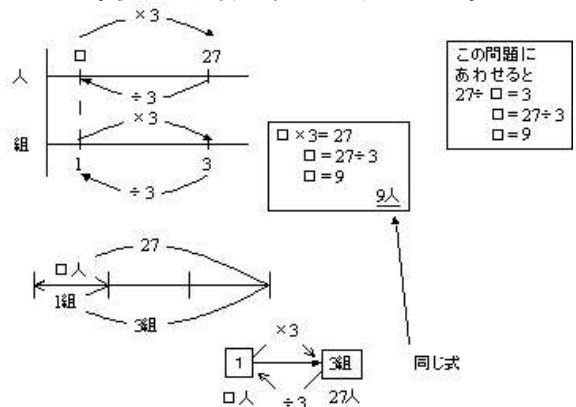 ×3
□ 27
人
÷3
×3
組
1 3
÷3
この問題に
あわせると
27÷□=3
□=27÷3
□=9
□×3=27
□=27÷3
□=9
9人
27
□人
1組
3組
×3
1 3組
□人 ÷3 27人
同じ式